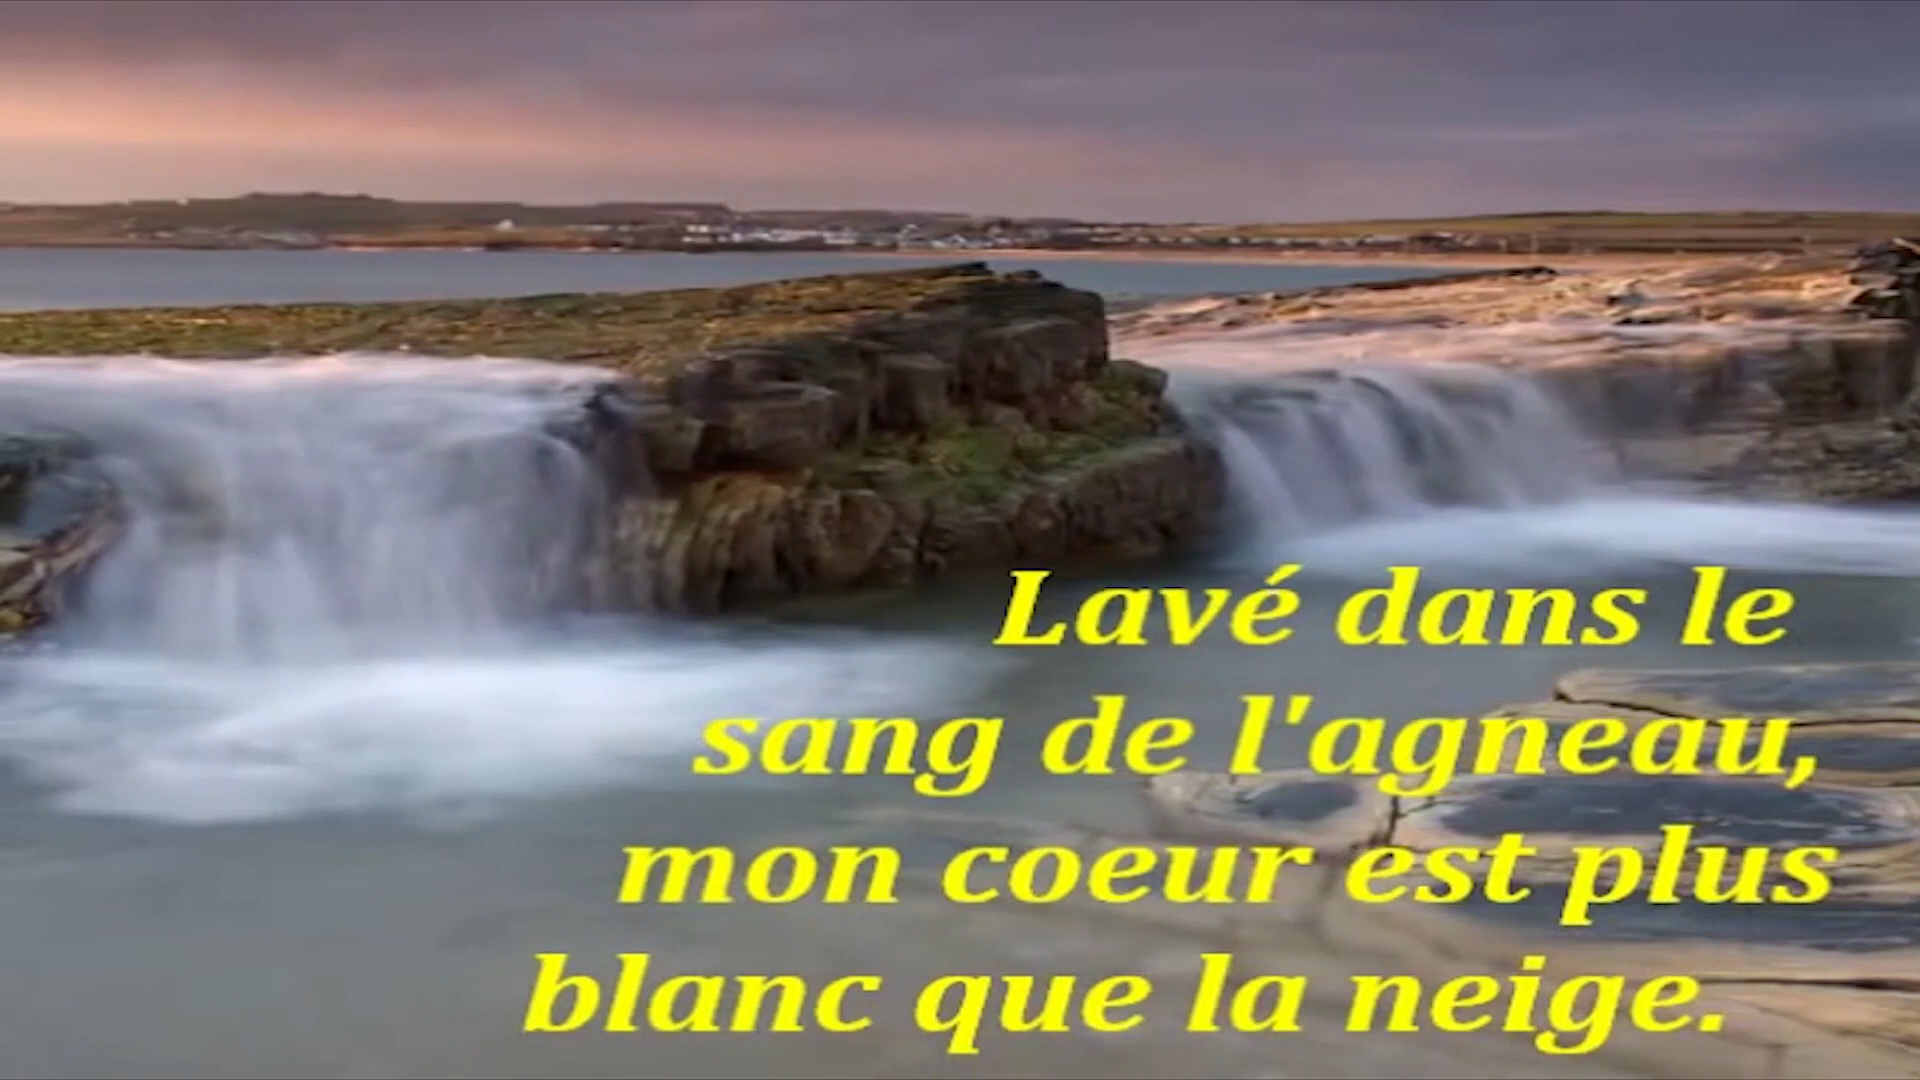 Lavé dans le
sang de l'agneau,
mon coeur est plus
blanc que la neige.